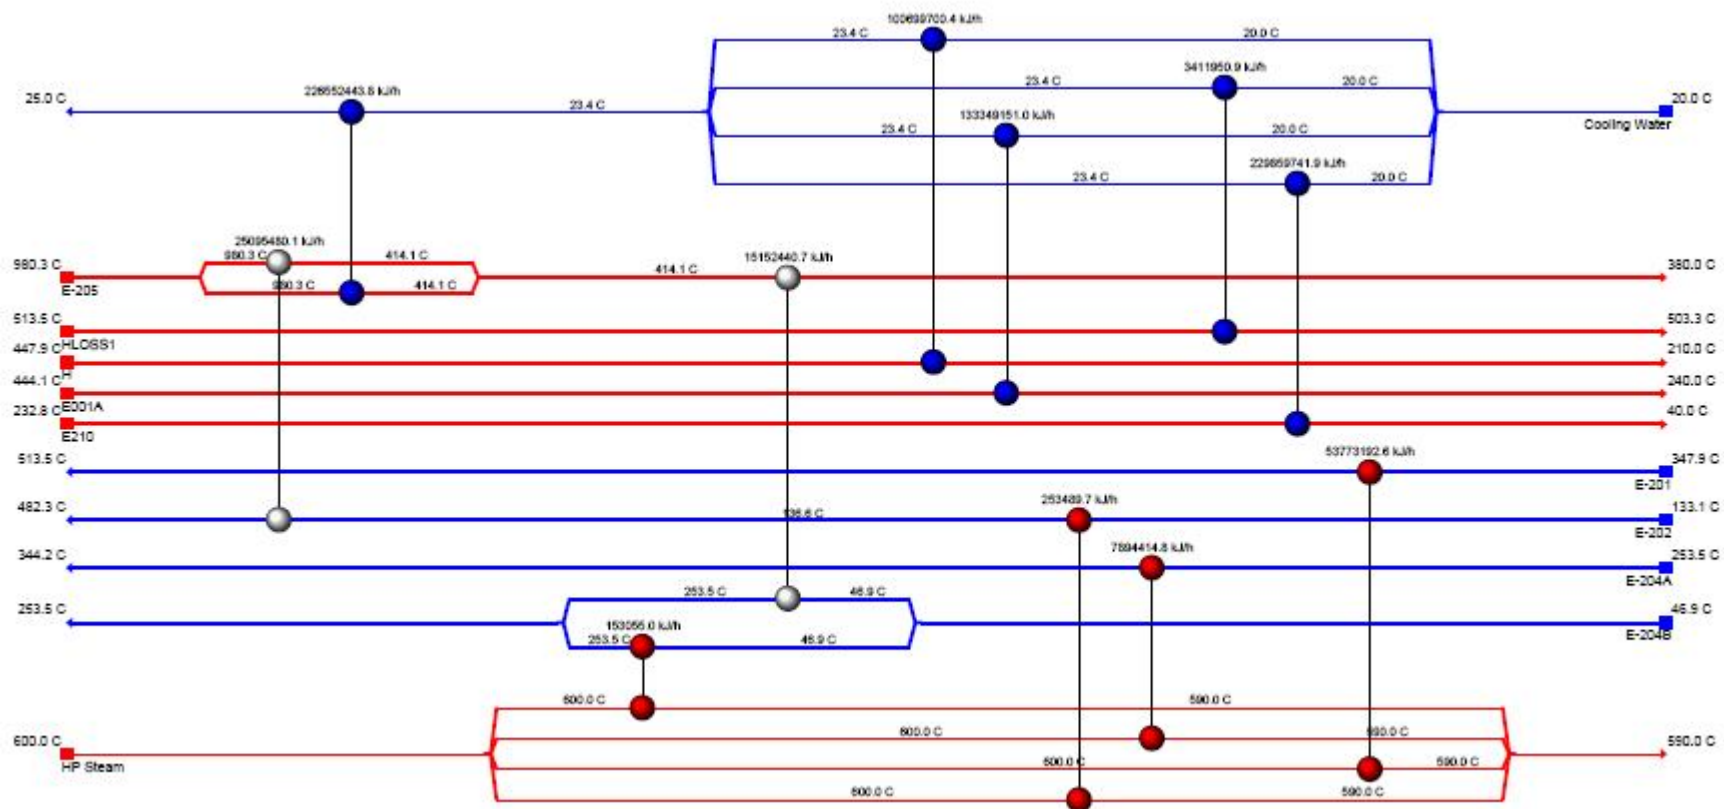 100699700.4 kJ/h
23.4 C
20.0 C
3411950.9 kJ/h
226552443.8 kJ/h
23.4 C
20.0 C
25.0 C
23.4 C
133349151.0 kJ/h
20.0 C
Cooling Water
23.4 C
20.0 C
229859741.9 kJ/h
23.4 C
20.0 C
25095480.1 kJ/h
980.3 C
414.1 C
15152440.7 kJ/h
980.3 C
414.1 C
380.0 C
E-205
980.3 C
414.1 C
513.5 C
503.3 C
HLOSS1
447.9 C
210.0 C
H
444.1 C
240.0 C
E001A
232.8 C
40.0 C
E210
53773192.6 kJ/h
513.5 C
347.9 C
E-201
253489.7 kJ/h
482.3 C
136.6 C
133.1 C
E-202
7894414.8 kJ/h
344.2 C
253.5 C
E-204A
253.5 C
46.9 C
253.5 C
46.9 C
153055.0 kJ/h
E-204B
253.5 C
46.9 C
600.0 C
590.0 C
600.0 C
590.0 C
600.0 C
590.0 C
HP Steam
600.0 C
590.0 C
600.0 C
590.0 C